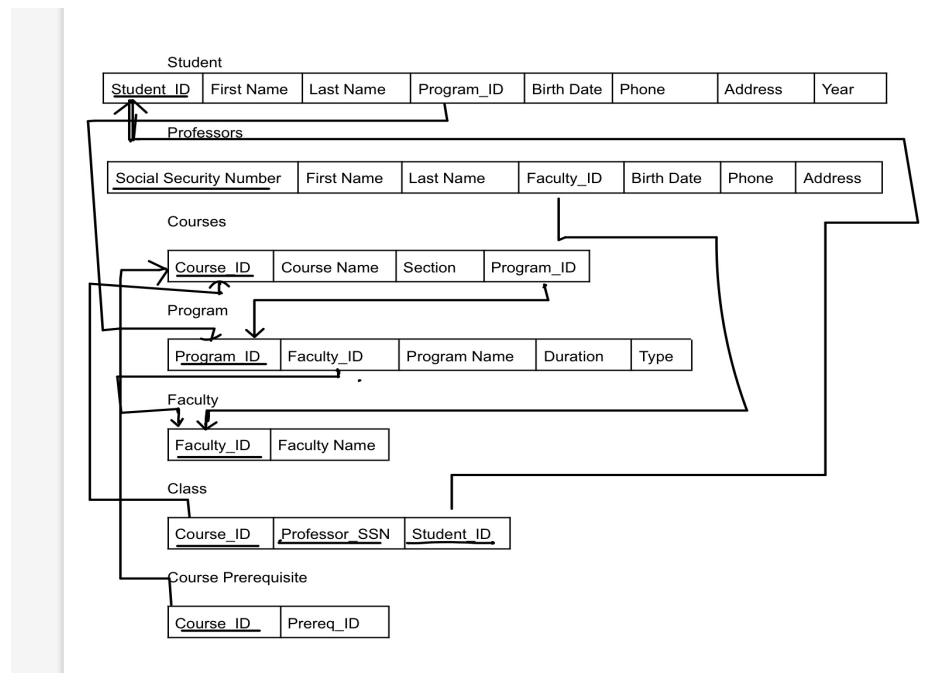 Student
Student_ID First Name Last Name Program_ID Birth Date Phone Address Year
Professors
Social Security Number First Name Last Name Faculty_ID Birth Date Phone Address
Courses
Course_ID Course Name Section Program_ID
Program
Program_ID Faculty_ID Program Name Duration Type
Faculty
Faculty_ID Faculty Name
Class
Course_ID Professor_SSN Student_ID
Course Prerequisite
Course_ID Prereq_ID